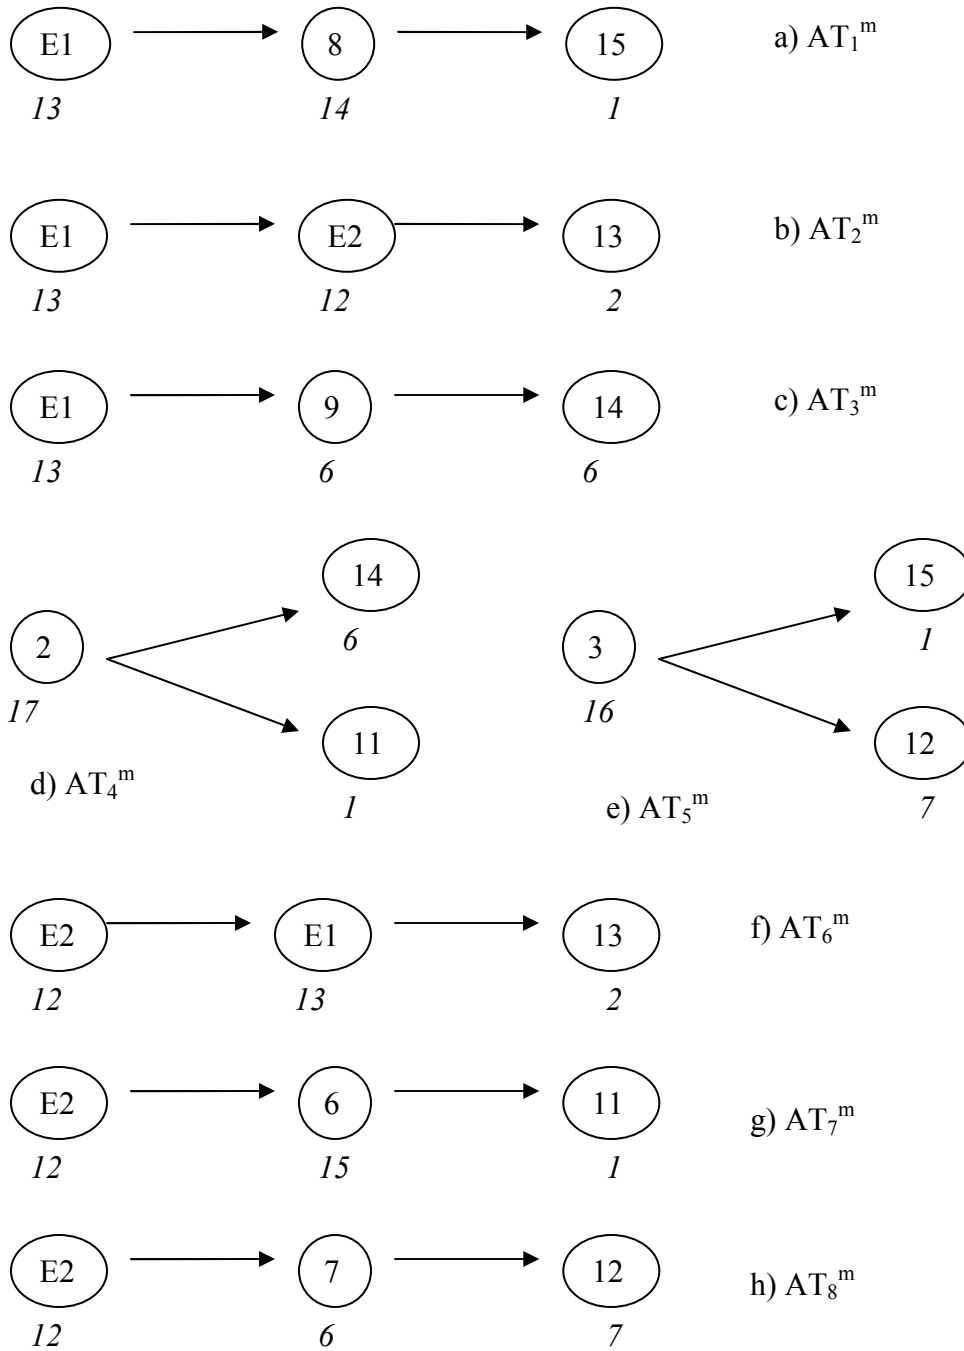 E1 8 15 a) AT₁ᵐ
13 14 1
E1 E2 13 b) AT₂ᵐ
13 12 2
E1 9 14 c) AT₃ᵐ
13 6 6
14 15
2 6 3 1
17 16
11 12
d) AT₄ᵐ 1 e) AT₅ᵐ 7
E2 E1 13 f) AT₆ᵐ
12 13 2
E2 6 11 g) AT₇ᵐ
12 15 1
E2 7 12 h) AT₈ᵐ
12 6 7